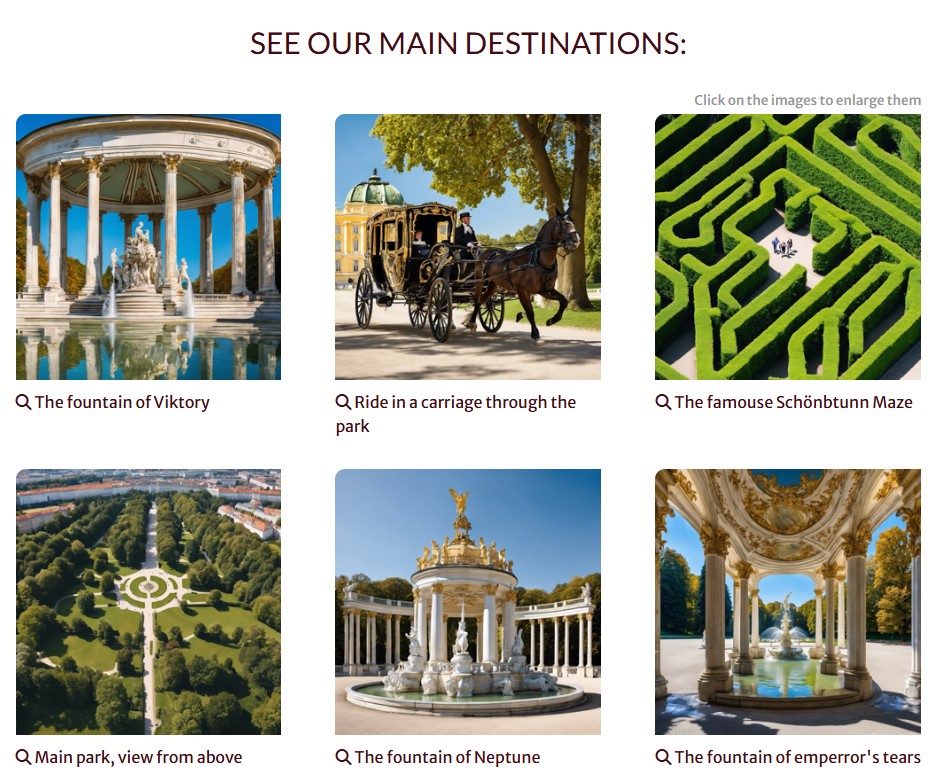 SEE OUR MAIN DESTINATIONS:
Click on the images to enlarge them
The fountain of Viktory
Ride in a carriage through the
park
The famouse Schönbtunn Maze
Main park, view from above
The fountain of Neptune
The fountain of emperror's tears